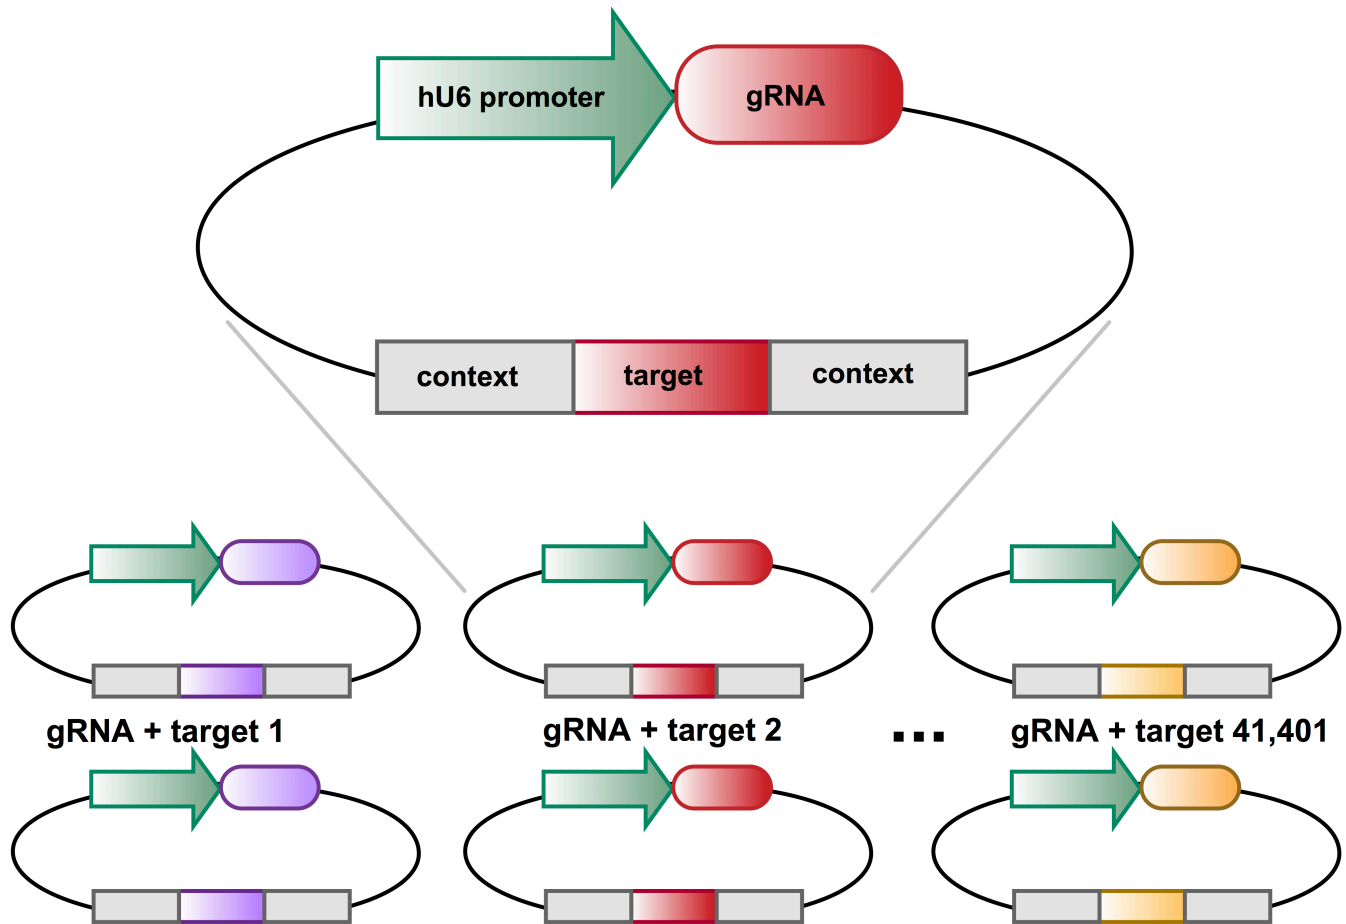 hU6 promoter
gRNA
context
target
context
gRNA + target 1
gRNA + target 2
...
gRNA + target 41,401